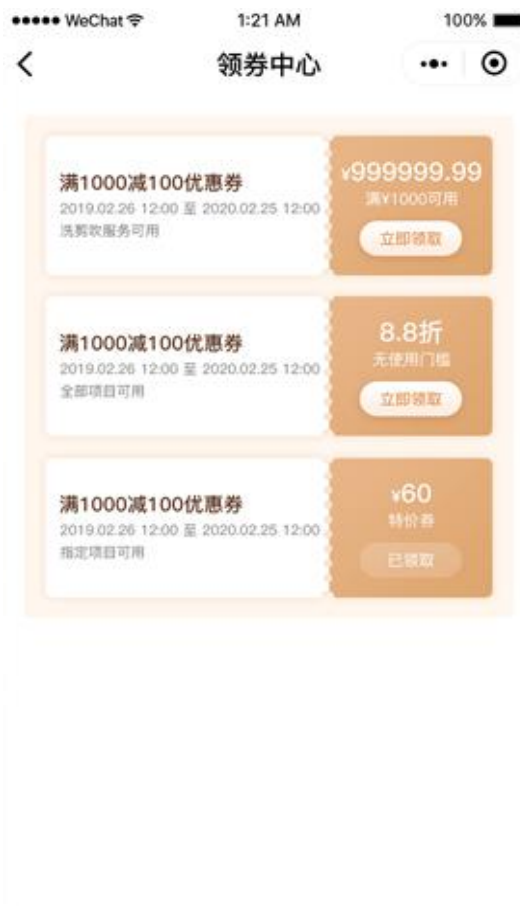 WeChat
1:21 AM
100%
领券中心
满1000减100优惠券
2019.02.26 12:00 至 2020.02.25 12:00
洗剪吹服务可用
¥999999.99
满¥1000可用
立即领取
满1000减100优惠券
2019.02.26 12:00 至 2020.02.25 12:00
全部项目可用
8.8折
无使用门槛
立即领取
满1000减100优惠券
2019.02.26 12:00 至 2020.02.25 12:00
指定项目可用
¥60
特价券
已领取